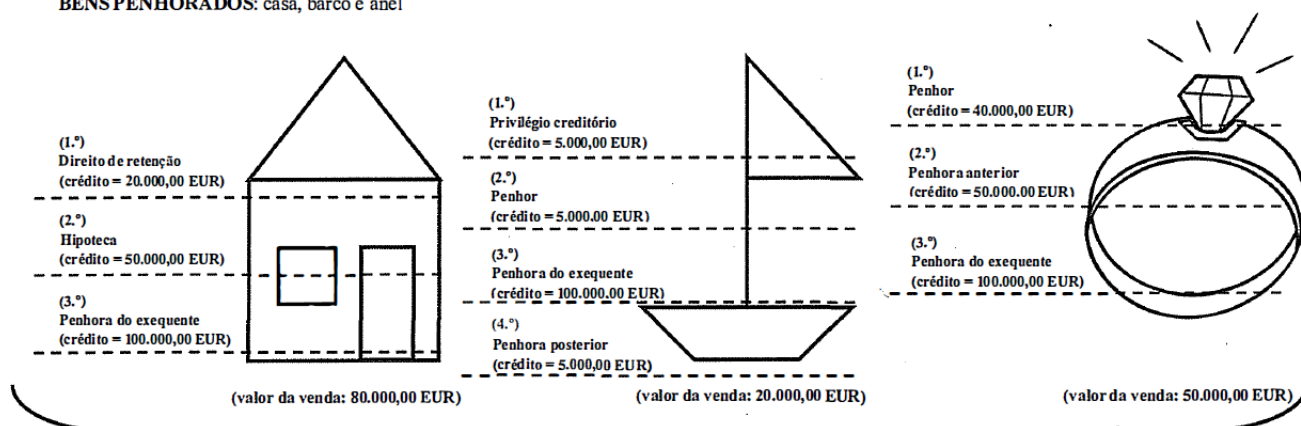 BENS PENHORADOS: casa, barco e anel
(1.º)
Direito de retenção
(crédito = 20.000,00 EUR)
(2.º)
Hipoteca
(crédito = 50.000,00 EUR)
(3.º)
Penhora do exequente
(crédito = 100.000,00 EUR)
(valor da venda: 80.000,00 EUR)
(1.º)
Privilégio creditório
(crédito = 5.000,00 EUR)
(2.º)
Penhor
(crédito = 5.000.00 EUR)
(3.º)
Penhora do exequente
(crédito = 100.000,00 EUR)
(4.º)
Penhora posterior
(crédito = 5.000,00 EUR)
(valor da venda: 20.000,00 EUR)
(1.º)
Penhor
(crédito = 40.000,00 EUR)
(2.º)
Penhora anterior
(crédito = 50.000.00 EUR)
(3.º)
Penhora do exequente
(crédito = 100.000,00 EUR)
(valor da venda: 50.000,00 EUR)